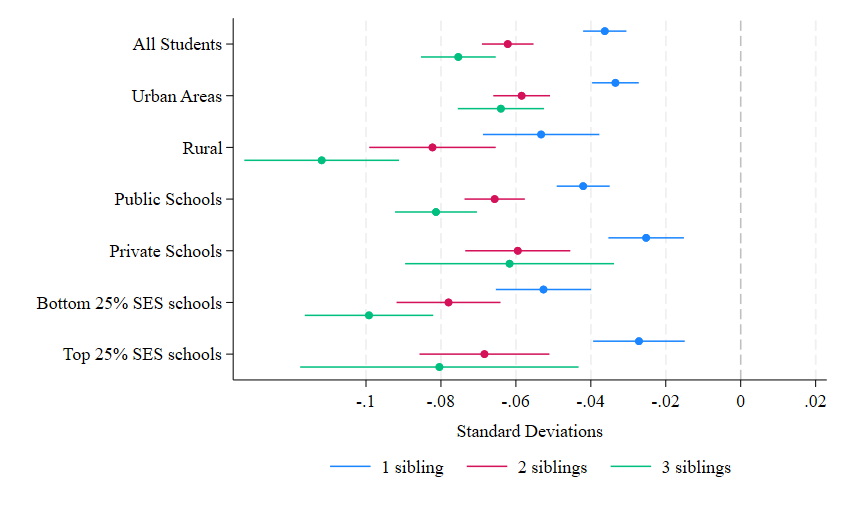 All Students
Urban Areas
Rural
Public Schools
Private Schools
Bottom 25% SES schools
Top 25% SES schools
-.1 -.08 -.06 -.04 -.02 0 .02
Standard Deviations
1 sibling 2 siblings 3 siblings